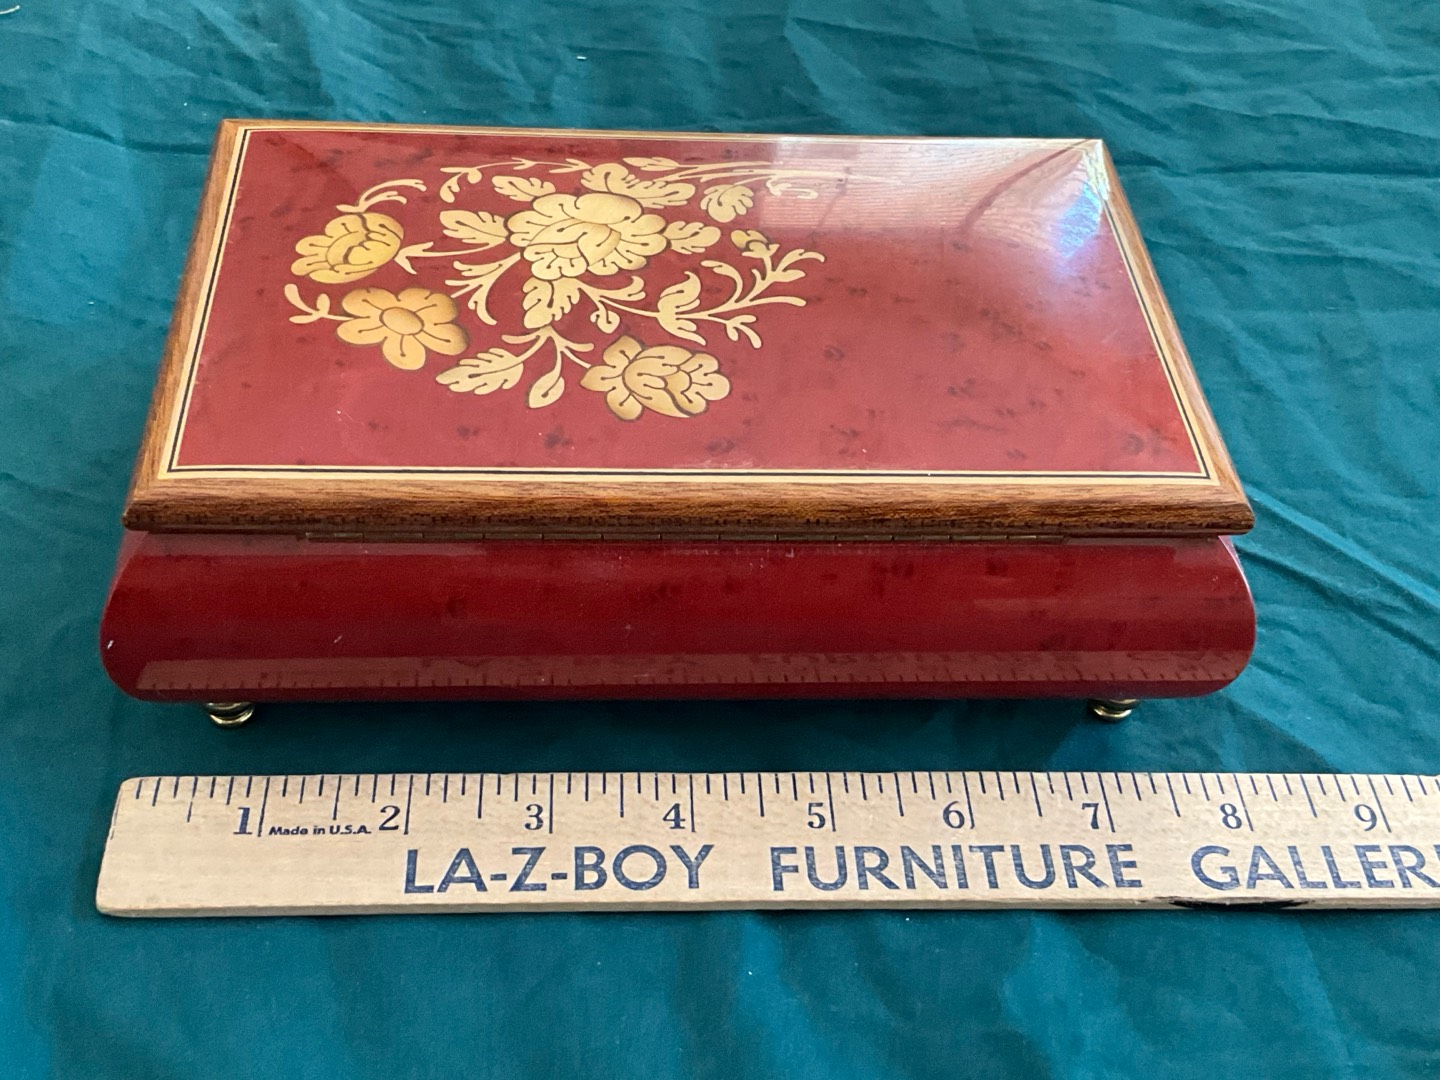 1 Made in U.S.A. 2 3 4 5 6 7 8 9
LA-Z-BOY FURNITURE GALLER